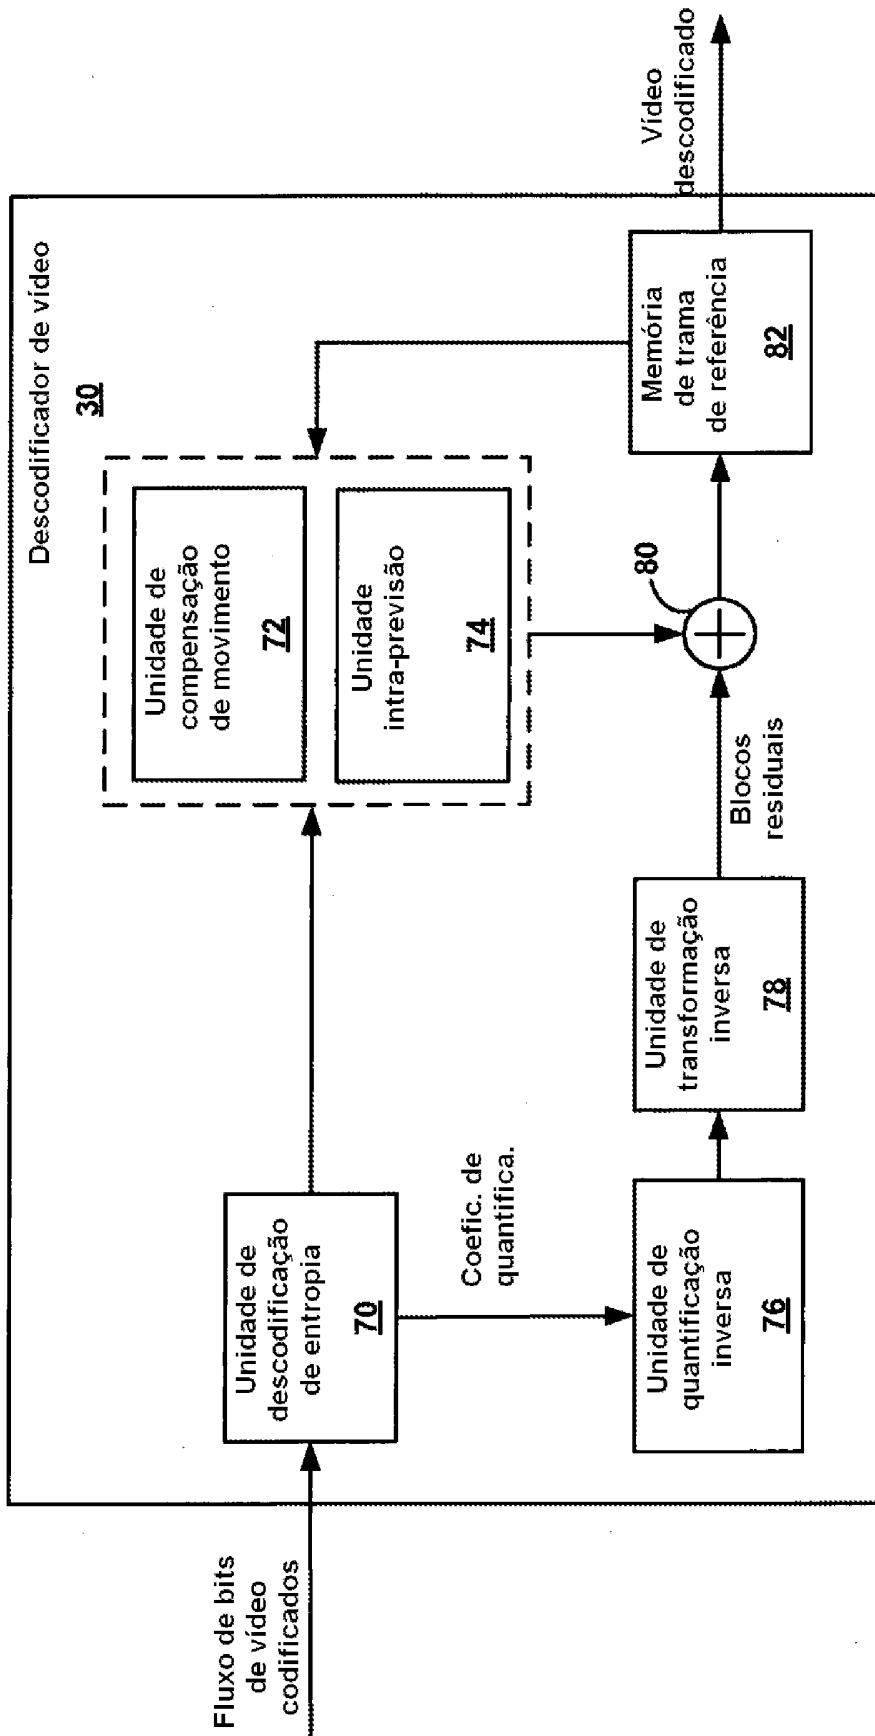 Descodificador de vídeo
30
Fluxo de bits
de vídeo
codificados
Unidade de
descodificação
de entropia
70
Unidade de
compensação
de movimento
72
Unidade
intra-previsão
74
Coefic. de
quantifica.
Unidade de
quantificação
inversa
76
Unidade de
transformação
inversa
78
Blocos
residuais
80
Memória
de trama
de referência
82
Vídeo
descodificado